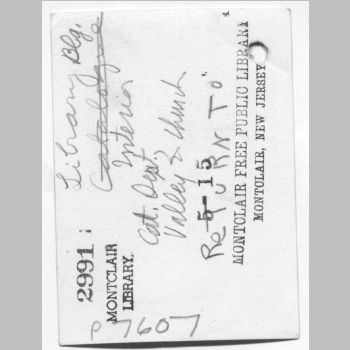 Library Bldg.
Catalogue
Interior
Cat. Dept.
Valley & Church
5-15
ReTURN TO
MONTCLAIR FREE PUBLIC LIBRARY
MONTCLAIR, NEW JERSEY
2991
MONTCLAIR
LIBRARY.
p7607